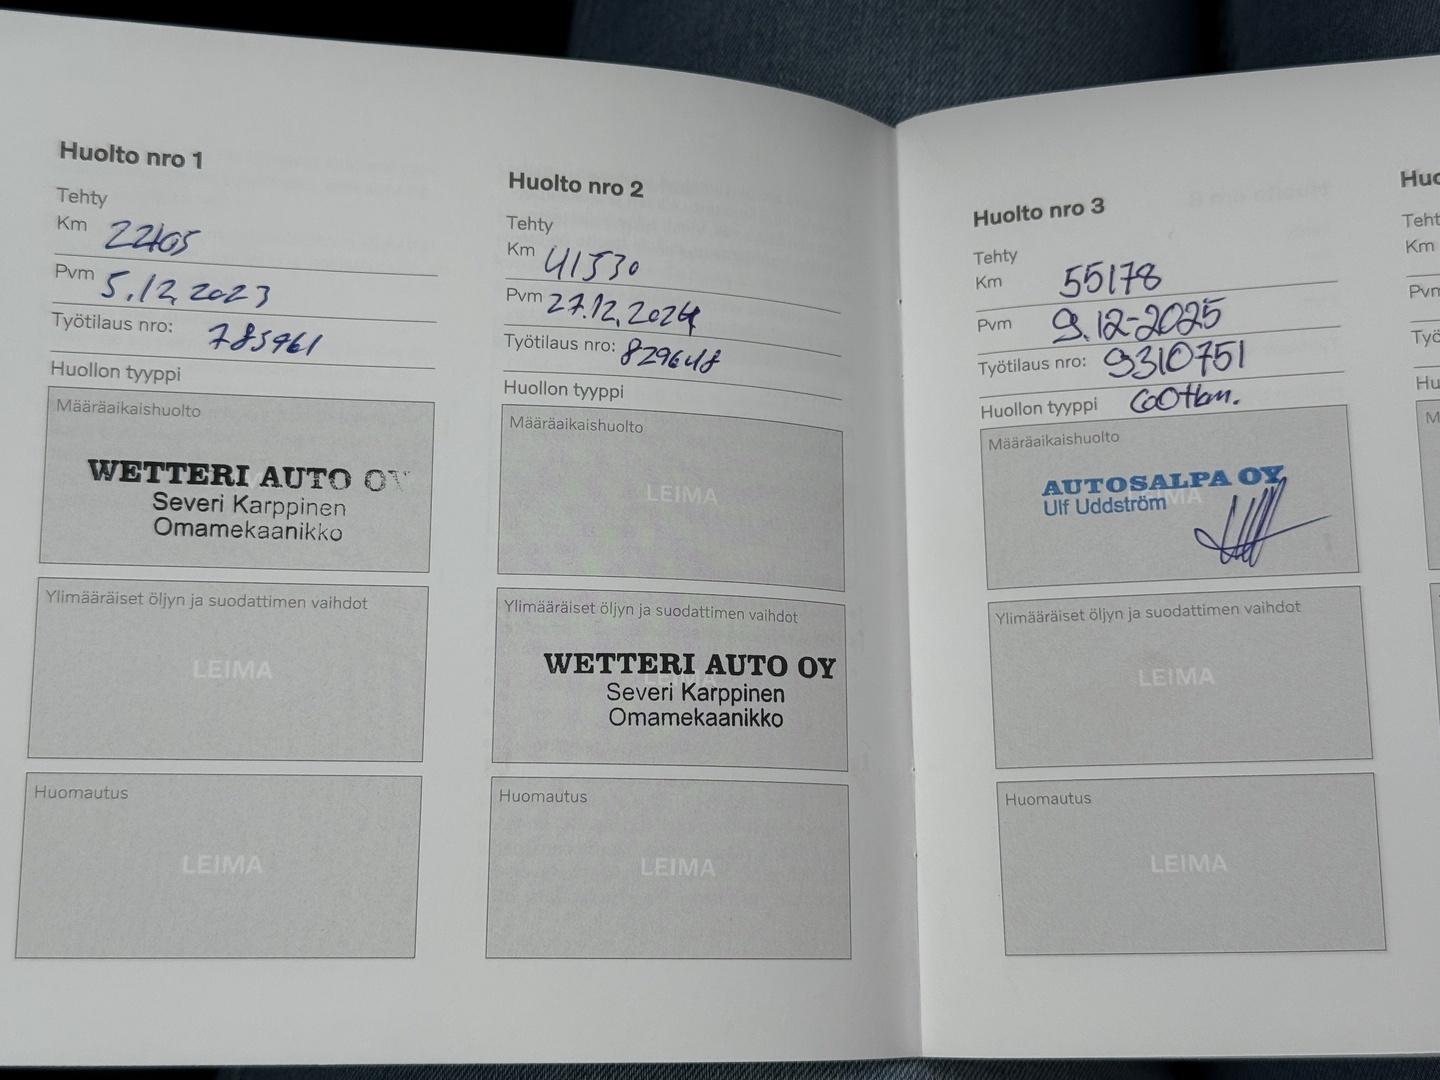 Huolto nro 1
Tehty
Km 22405
Pvm 5.12.2023
Työtilaus nro: 785961
Huollon tyyppi
Määräaikaishuolto
WETTERI AUTO OY
Severi Karppinen
Omamekaanikko
Ylimääräiset öljyn ja suodattimen vaihdot
LEIMA
Huomautus
LEIMA
Huolto nro 2
Tehty
Km 41530
Pvm 27.12.2024
Työtilaus nro: 829648
Huollon tyyppi
Määräaikaishuolto
LEIMA
Ylimääräiset öljyn ja suodattimen vaihdot
LEIMA
WETTERI AUTO OY
Severi Karppinen
Omamekaanikko
Huomautus
LEIMA
Huolto nro 3
Tehty
Km 55178
Pvm 9.12-2025
Työtilaus nro: 9310751
Huollon tyyppi 60tkm.
Määräaikaishuolto
LEIMA
AUTOSALPA OY
Ulf Uddström
Ylimääräiset öljyn ja suodattimen vaihdot
LEIMA
Huomautus
LEIMA
Km